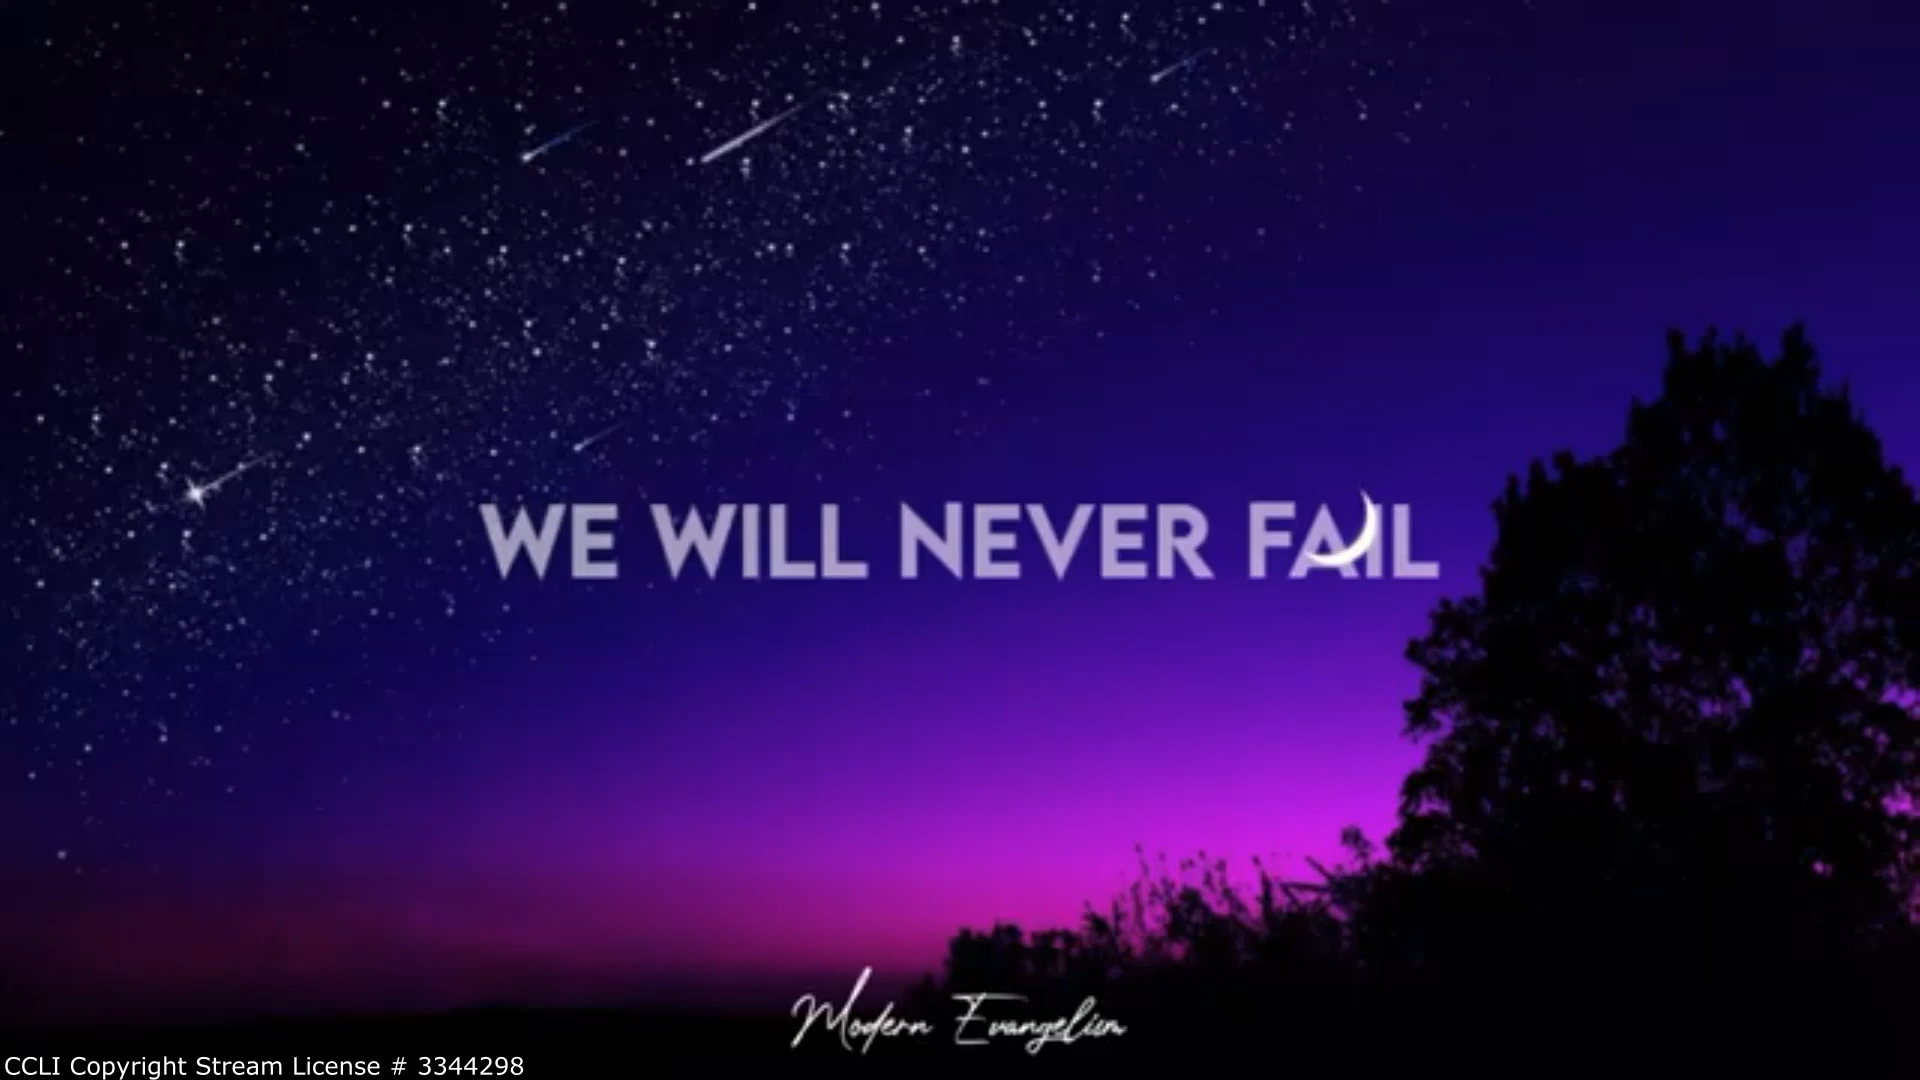 WE WILL NEVER FAIL
Modern Evangelism
CCLI Copyright Stream License # 3344298